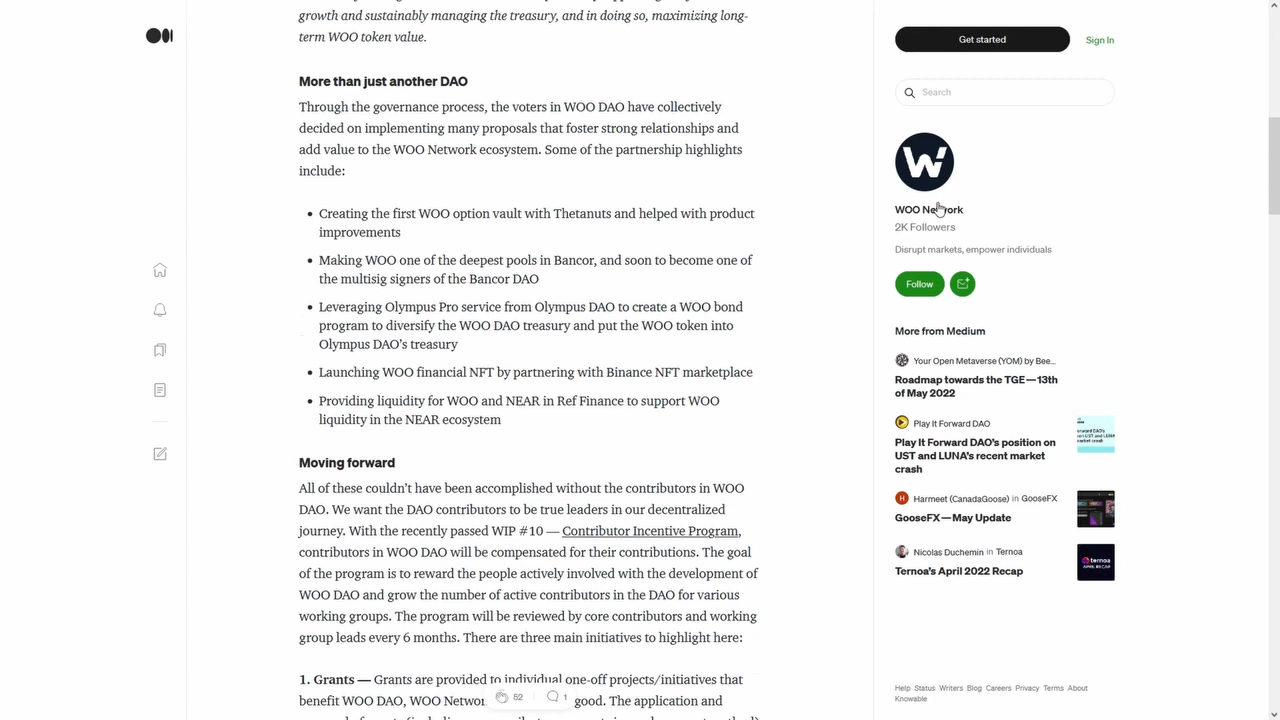 growth and sustainably managing the treasury, and in doing so, maximizing long-
term WOO token value.
More than just another DAO
Through the governance process, the voters in WOO DAO have collectively
decided on implementing many proposals that foster strong relationships and
add value to the WOO Network ecosystem. Some of the partnership highlights
include:
• Creating the first WOO option vault with Thetanuts and helped with product
improvements
• Making WOO one of the deepest pools in Bancor, and soon to become one of
the multisig signers of the Bancor DAO
• Leveraging Olympus Pro service from Olympus DAO to create a WOO bond
program to diversify the WOO DAO treasury and put the WOO token into
Olympus DAO's treasury
• Launching WOO financial NFT by partnering with Binance NFT marketplace
• Providing liquidity for WOO and NEAR in Ref Finance to support WOO
liquidity in the NEAR ecosystem
Moving forward
All of these couldn't have been accomplished without the contributors in WOO
DAO. We want the DAO contributors to be true leaders in our decentralized
journey. With the recently passed WIP #10 — Contributor Incentive Program,
contributors in WOO DAO will be compensated for their contributions. The goal
of the program is to reward the people actively involved with the development of
WOO DAO and grow the number of active contributors in the DAO for various
working groups. The program will be reviewed by core contributors and working
group leads every 6 months. There are three main initiatives to highlight here:
1. Grants — Grants are provided to individual one-off projects/initiatives that
benefit WOO DAO, WOO Networ good. The application and
52
1
Get started
Sign In
Search
W
WOO Network
2K Followers
Disrupt markets, empower individuals
Follow
More from Medium
Your Open Metaverse (YOM) by Bee...
Roadmap towards the TGE — 13th
of May 2022
Play It Forward DAO
Play It Forward DAO's position on
UST and LUNA's recent market
crash
H
Harmeet (CanadaGoose) in GooseFX
GooseFX — May Update
Nicolas Duchemin in Ternoa
Ternoa's April 2022 Recap
ternoa
APRIL RECAP
Help Status Writers Blog Careers Privacy Terms About
Knowable